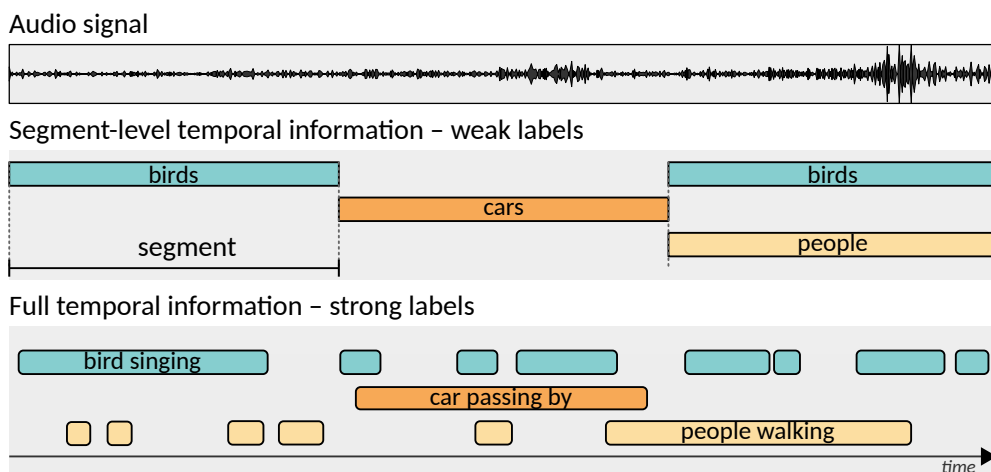 Audio signal
Segment-level temporal information – weak labels
birds
birds
cars
people
segment
Full temporal information – strong labels
bird singing
car passing by
people walking
time